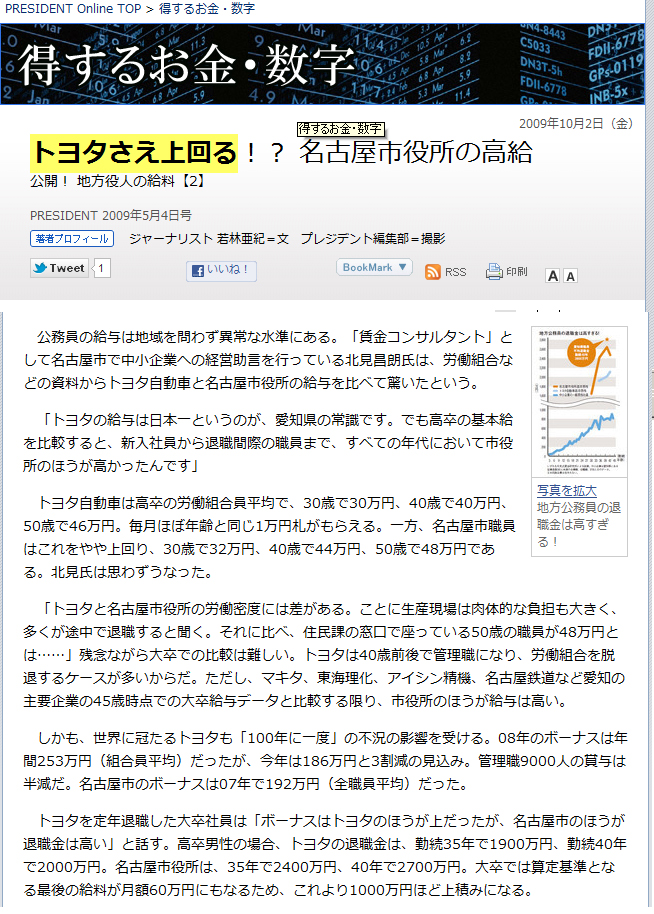 PRESIDENT Online TOP > 得するお金・数字
得するお金・数字
得するお金・数字
2009年10月2日（金）
トヨタさえ上回る！？ 名古屋市役所の高給
公開！ 地方役人の給料【2】
PRESIDENT 2009年5月4日号
著者プロフィール ジャーナリスト 若林亜紀＝文　プレジデント編集部＝撮影
Tweet 1 いいね！ BookMark ▼ RSS 印刷 A A
公務員の給与は地域を問わず異常な水準にある。「賃金コンサルタント」と
して名古屋市で中小企業への経営助言を行っている北見昌朗氏は、労働組合な
どの資料からトヨタ自動車と名古屋市役所の給与を比べて驚いたという。
「トヨタの給与は日本一というのが、愛知県の常識です。でも高卒の基本給
を比較すると、新入社員から退職間際の職員まで、すべての年代において市役
所のほうが高かったんです」
トヨタ自動車は高卒の労働組合員平均で、30歳で30万円、40歳で40万円、
50歳で46万円。毎月ほぼ年齢と同じ1万円札がもらえる。一方、名古屋市職員
はこれをやや上回り、30歳で32万円、40歳で44万円、50歳で48万円であ
る。北見氏は思わずうなった。
地方公務員の退職金は高すぎる!
写真を拡大
地方公務員の退
職金は高すぎ
る！
「トヨタと名古屋市役所の労働密度には差がある。ことに生産現場は肉体的な負担も大きく、
多くが途中で退職すると聞く。それに比べ、住民課の窓口で座っている50歳の職員が48万円と
は……」残念ながら大卒での比較は難しい。トヨタは40歳前後で管理職になり、労働組合を脱
退するケースが多いからだ。ただし、マキタ、東海理化、アイシン精機、名古屋鉄道など愛知の
主要企業の45歳時点での大卒給与データと比較する限り、市役所のほうが給与は高い。
しかも、世界に冠たるトヨタも「100年に一度」の不況の影響を受ける。08年のボーナスは年
間253万円（組合員平均）だったが、今年は186万円と3割減の見込み。管理職9000人の賞与は
半減だ。名古屋市のボーナスは07年で192万円（全職員平均）だった。
トヨタを定年退職した大卒社員は「ボーナスはトヨタのほうが上だったが、名古屋市のほうが
退職金は高い」と話す。高卒男性の場合、トヨタの退職金は、勤続35年で1900万円、勤続40年
で2000万円。名古屋市役所は、35年で2400万円、40年で2700万円。大卒では算定基準とな
る最後の給料が月額60万円にもなるため、これより1000万円ほど上積みになる。